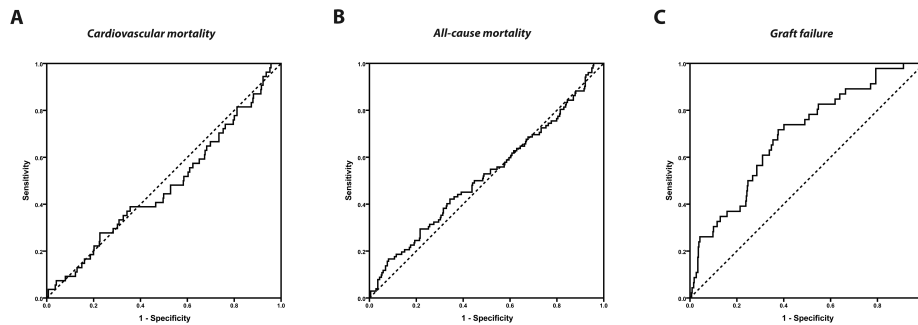 A
Cardiovascular mortality
1.0
0.8
0.6
0.4
0.2
0.0
Sensitivity
0.0 0.2 0.4 0.6 0.8 1.0
1 - Specificity
B
All-cause mortality
1.0
0.8
0.6
0.4
0.2
0.0
Sensitivity
0.0 0.2 0.4 0.6 0.8 1.0
1 - Specificity
C
Graft failure
1.0
0.8
0.6
0.4
0.2
0.0
Sensitivity
0.0 0.2 0.4 0.6 0.8
1 - Specificity